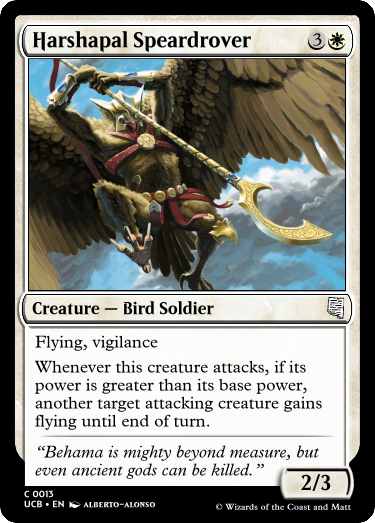 Harshapal Speardrover 3
Creature — Bird Soldier
Flying, vigilance
Whenever this creature attacks, if its
power is greater than its base power,
another target attacking creature gains
flying until end of turn.
“Behama is mighty beyond measure, but
even ancient gods can be killed.”
2/3
C 0013
UCB • EN ALBERTO-ALONSO
© Wizards of the Coast and Matt